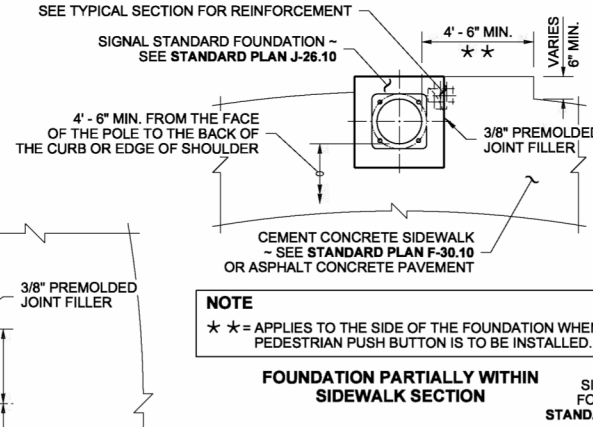 SEE TYPICAL SECTION FOR REINFORCEMENT
SIGNAL STANDARD FOUNDATION ~
SEE STANDARD PLAN J-26.10
4' - 6" MIN.
* *
VARIES
6" MIN.
4' - 6" MIN. FROM THE FACE
OF THE POLE TO THE BACK OF
THE CURB OR EDGE OF SHOULDER
3/8" PREMOLDED
JOINT FILLER
CEMENT CONCRETE SIDEWALK
~ SEE STANDARD PLAN F-30.10
OR ASPHALT CONCRETE PAVEMENT
3/8" PREMOLDED
JOINT FILLER
NOTE
* * = APPLIES TO THE SIDE OF THE FOUNDATION WHE
PEDESTRIAN PUSH BUTTON IS TO BE INSTALLED.
FOUNDATION PARTIALLY WITHIN
SIDEWALK SECTION
SI
FO
STANDA